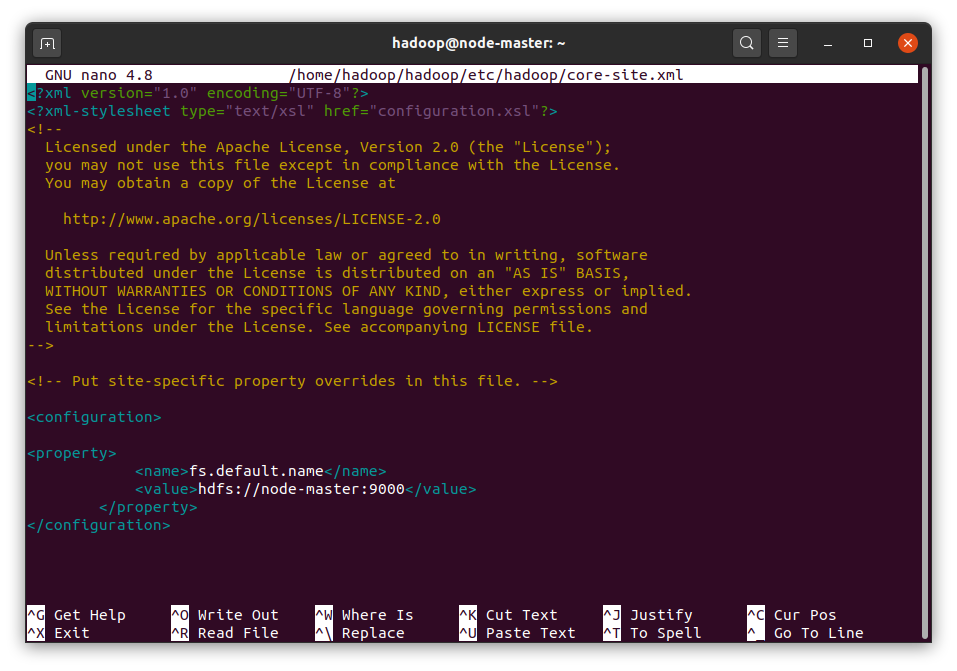 hadoop@node-master: ~
GNU nano 4.8 /home/hadoop/hadoop/etc/hadoop/core-site.xml
<?xml version="1.0" encoding="UTF-8"?>
<?xml-stylesheet type="text/xsl" href="configuration.xsl"?>
<!--
  Licensed under the Apache License, Version 2.0 (the "License");
  you may not use this file except in compliance with the License.
  You may obtain a copy of the License at
    http://www.apache.org/licenses/LICENSE-2.0
  Unless required by applicable law or agreed to in writing, software
  distributed under the License is distributed on an "AS IS" BASIS,
  WITHOUT WARRANTIES OR CONDITIONS OF ANY KIND, either express or implied.
  See the License for the specific language governing permissions and
  limitations under the License. See accompanying LICENSE file.
-->
<!-- Put site-specific property overrides in this file. -->
<configuration>
<property>
            <name>fs.default.name</name>
            <value>hdfs://node-master:9000</value>
        </property>
</configuration>
^G Get Help ^O Write Out ^W Where Is ^K Cut Text ^J Justify ^C Cur Pos
^X Exit ^R Read File ^\ Replace ^U Paste Text ^T To Spell ^_ Go To Line